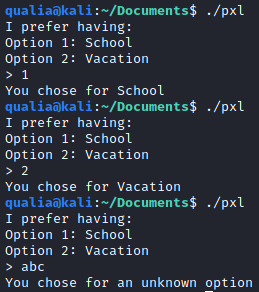 qualia@kali:~/Documents$ ./pxl
I prefer having:
Option 1: School
Option 2: Vacation
> 1
You chose for School
qualia@kali:~/Documents$ ./pxl
I prefer having:
Option 1: School
Option 2: Vacation
> 2
You chose for Vacation
qualia@kali:~/Documents$ ./pxl
I prefer having:
Option 1: School
Option 2: Vacation
> abc
You chose for an unknown option